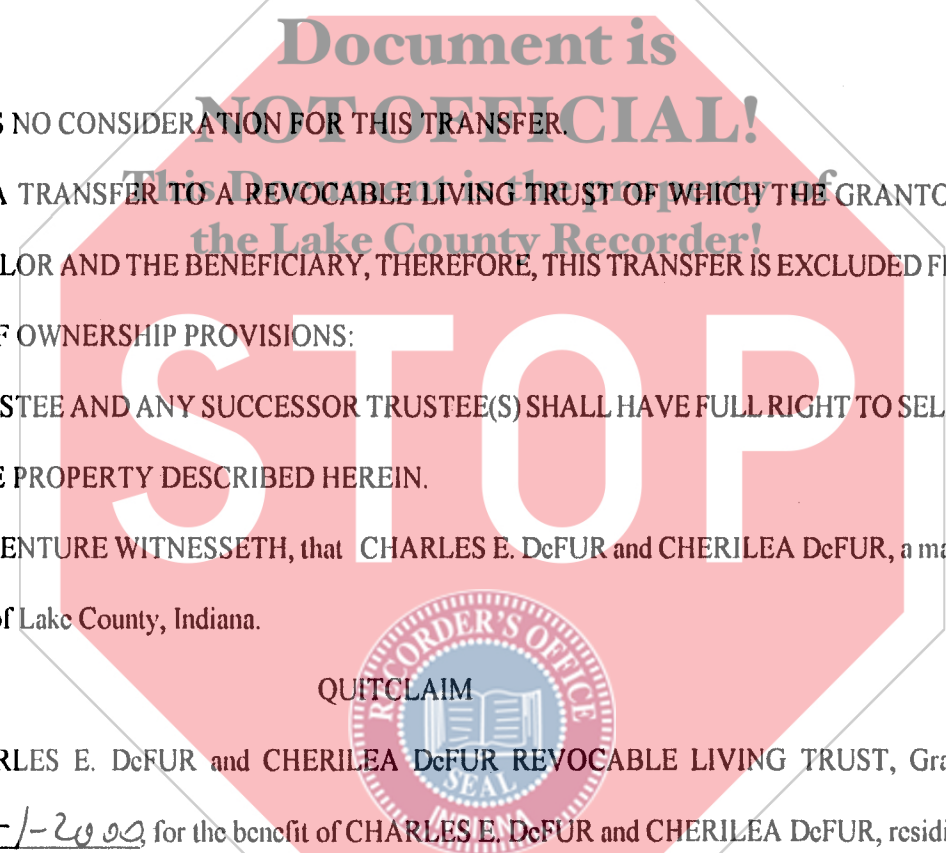 Document is
NOT OFFICIAL!
This Document is the property of
the Lake County Recorder!
STOP
NO CONSIDERATION FOR THIS TRANSFER.
A TRANSFER TO A REVOCABLE LIVING TRUST OF WHICH THE GRANTO
LOR AND THE BENEFICIARY, THEREFORE, THIS TRANSFER IS EXCLUDED F
F OWNERSHIP PROVISIONS:
STEE AND ANY SUCCESSOR TRUSTEE(S) SHALL HAVE FULL RIGHT TO SEL
E PROPERTY DESCRIBED HEREIN.
ENTURE WITNESSETH, that CHARLES E. DeFUR and CHERILEA DeFUR, a ma
of Lake County, Indiana.
QUITCLAIM
RLES E. DeFUR and CHERILEA DeFUR REVOCABLE LIVING TRUST, Gra
-1-2000, for the benefit of CHARLES E. DeFUR and CHERILEA DeFUR, residi
RECORDER'S OFFICE
SEAL
INDIANA